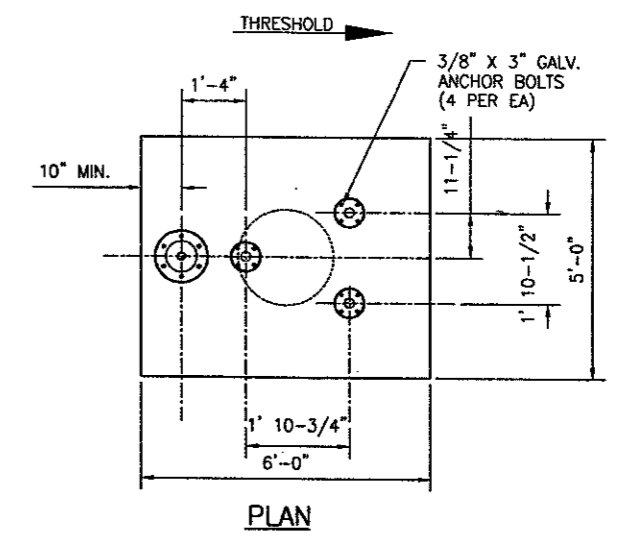 THRESHOLD
3/8" X 3" GALV.
ANCHOR BOLTS
(4 PER EA)
1'-4"
10" MIN.
11-1/4"
1' 10-1/2"
5'-0"
1' 10-3/4"
6'-0"
PLAN